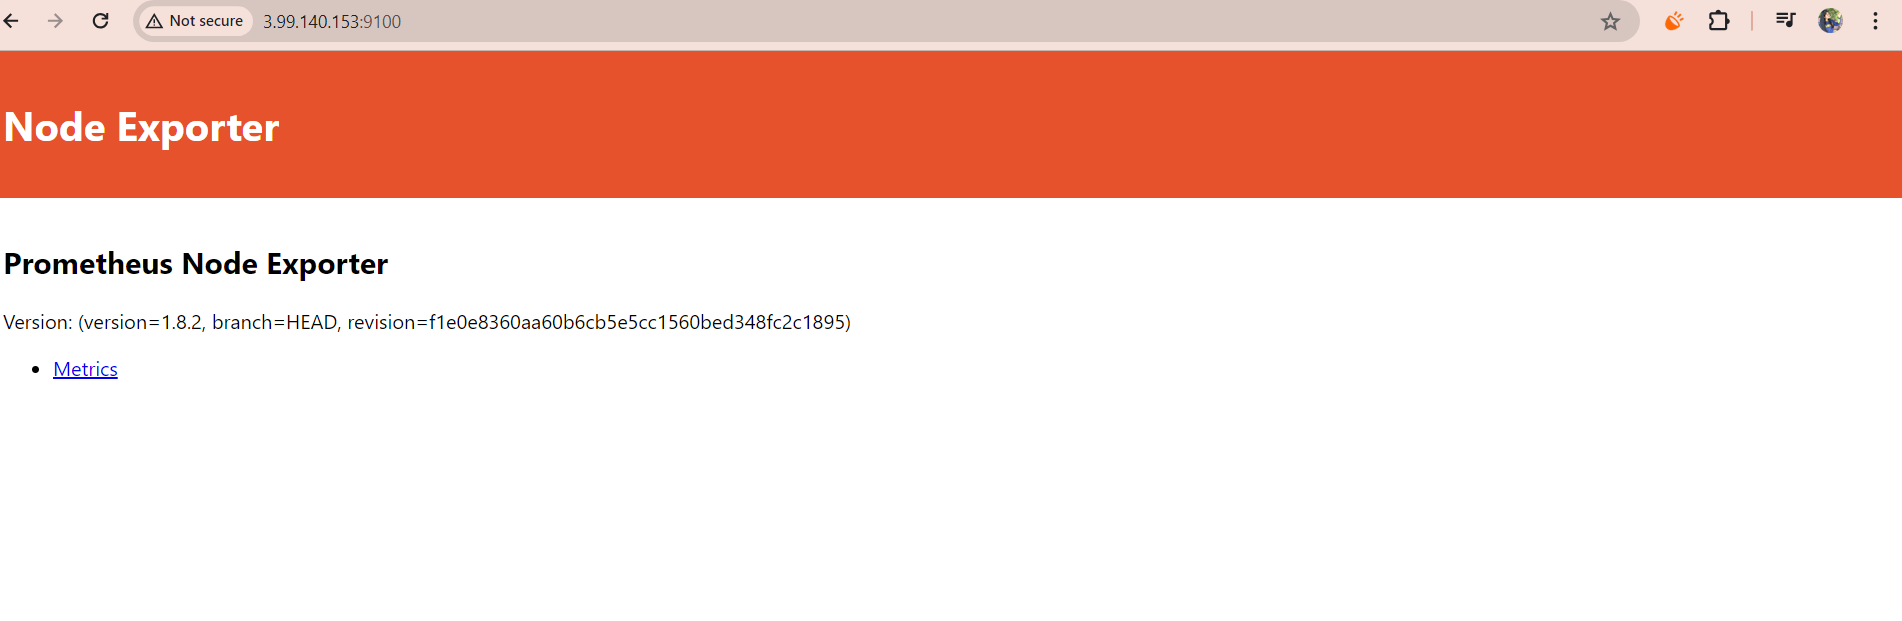 Not secure 3.99.140.153:9100
Node Exporter
Prometheus Node Exporter
Version: (version=1.8.2, branch=HEAD, revision=f1e0e8360aa60b6cb5e5cc1560bed348fc2c1895)
Metrics